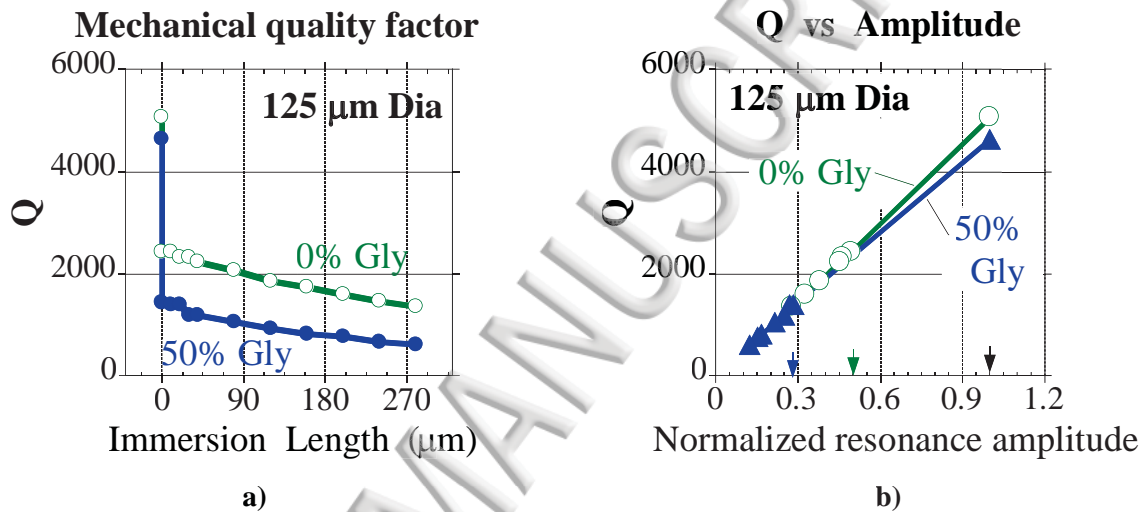 Mechanical quality factor
6000
125 μm Dia
4000
Q
0% Gly
2000
50% Gly
0
0 90 180 270
Immersion Length (μm)
a)
Q vs Amplitude
6000
125 μm Dia
4000
0% Gly
Q
50%
Gly
2000
0
0 0.3 0.6 0.9 1.2
Normalized resonance amplitude
b)
MANUSCRI